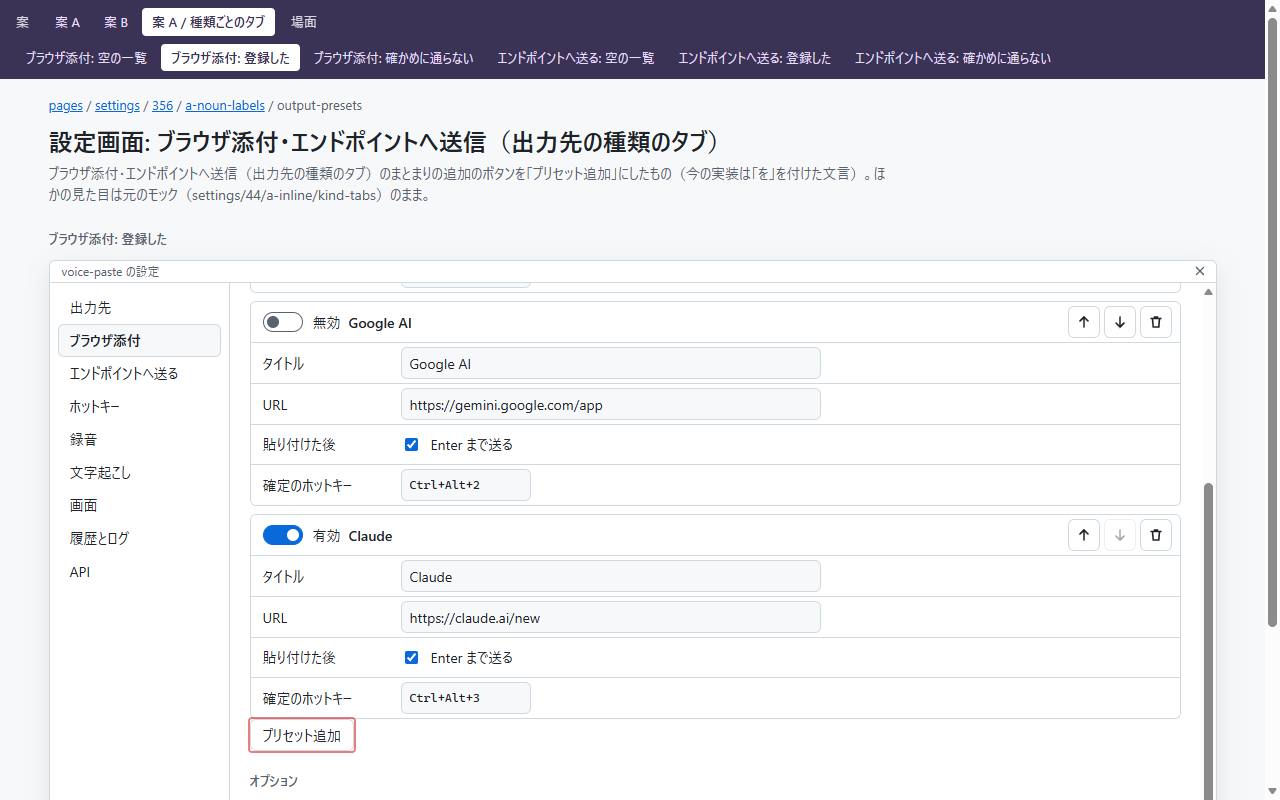 案 案 A 案 B 案 A / 種類ごとのタブ 場面
ブラウザ添付: 空の一覧 ブラウザ添付: 登録した ブラウザ添付: 確かめに通らない エンドポイントへ送る: 空の一覧 エンドポイントへ送る: 登録した エンドポイントへ送る: 確かめに通らない
pages / settings / 356 / a-noun-labels / output-presets
設定画面: ブラウザ添付・エンドポイントへ送信（出力先の種類のタブ）
ブラウザ添付・エンドポイントへ送信（出力先の種類のタブ）のまとまりの追加のボタンを「プリセット追加」にしたもの（今の実装は「を」を付けた文言）。ほ
かの見た目は元のモック（settings/44/a-inline/kind-tabs）のまま。
ブラウザ添付: 登録した
voice-paste の設定
出力先
ブラウザ添付
エンドポイントへ送る
ホットキー
録音
文字起こし
画面
履歴とログ
API
無効 Google AI
タイトル Google AI
URL https://gemini.google.com/app
貼り付けた後 Enter まで送る
確定のホットキー Ctrl+Alt+2
有効 Claude
タイトル Claude
URL https://claude.ai/new
貼り付けた後 Enter まで送る
確定のホットキー Ctrl+Alt+3
プリセット追加
オプション